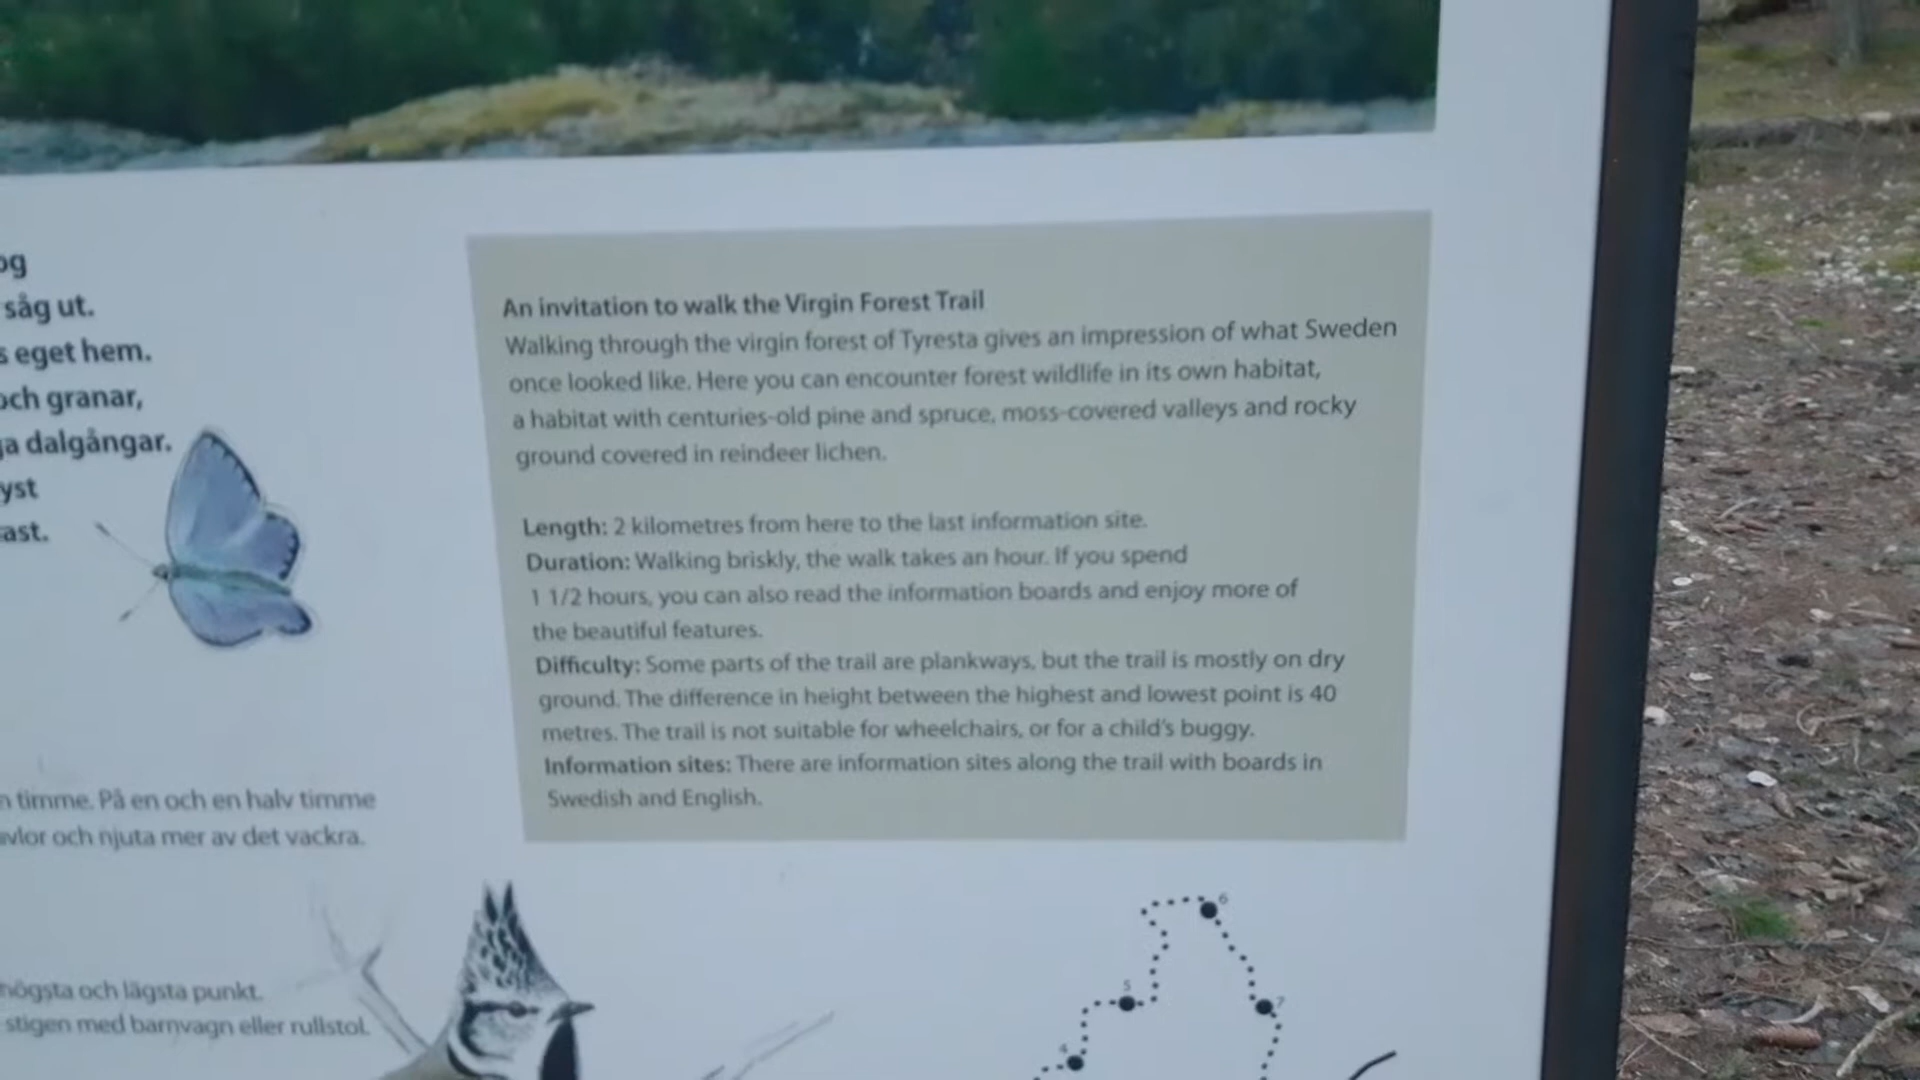 og
såg ut.
s eget hem.
och granar,
ga dalgångar.
yst
ast.
An invitation to walk the Virgin Forest Trail
Walking through the virgin forest of Tyresta gives an impression of what Sweden
once looked like. Here you can encounter forest wildlife in its own habitat,
a habitat with centuries-old pine and spruce, moss-covered valleys and rocky
ground covered in reindeer lichen.
Length: 2 kilometres from here to the last information site.
Duration: Walking briskly, the walk takes an hour. If you spend
1 1/2 hours, you can also read the information boards and enjoy more of
the beautiful features.
Difficulty: Some parts of the trail are plankways, but the trail is mostly on dry
ground. The difference in height between the highest and lowest point is 40
metres. The trail is not suitable for wheelchairs, or for a child's buggy.
Information sites: There are information sites along the trail with boards in
Swedish and English.
n timme. På en och en halv timme
avlor och njuta mer av det vackra.
högsta och lägsta punkt.
stigen med barnvagn eller rullstol.
6
5
7
4